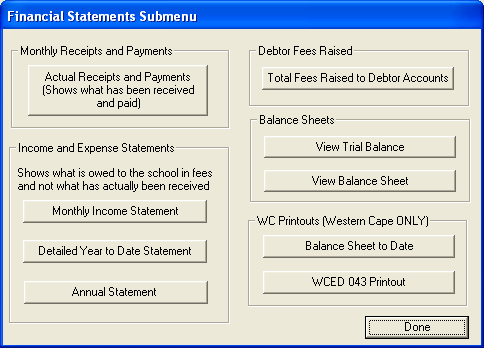 Financial Statements Submenu
Monthly Receipts and Payments
Actual Receipts and Payments
(Shows what has been received
and paid)
Income and Expense Statements
Shows what is owed to the school in fees
and not what has actually been received
Monthly Income Statement
Detailed Year to Date Statement
Annual Statement
Debtor Fees Raised
Total Fees Raised to Debtor Accounts
Balance Sheets
View Trial Balance
View Balance Sheet
WC Printouts (Western Cape ONLY)
Balance Sheet to Date
WCED 043 Printout
Done